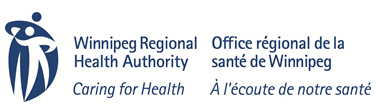 Winnipeg Regional
Health Authority
Caring for Health
Office régional de la
santé de Winnipeg
À l'écoute de notre santé